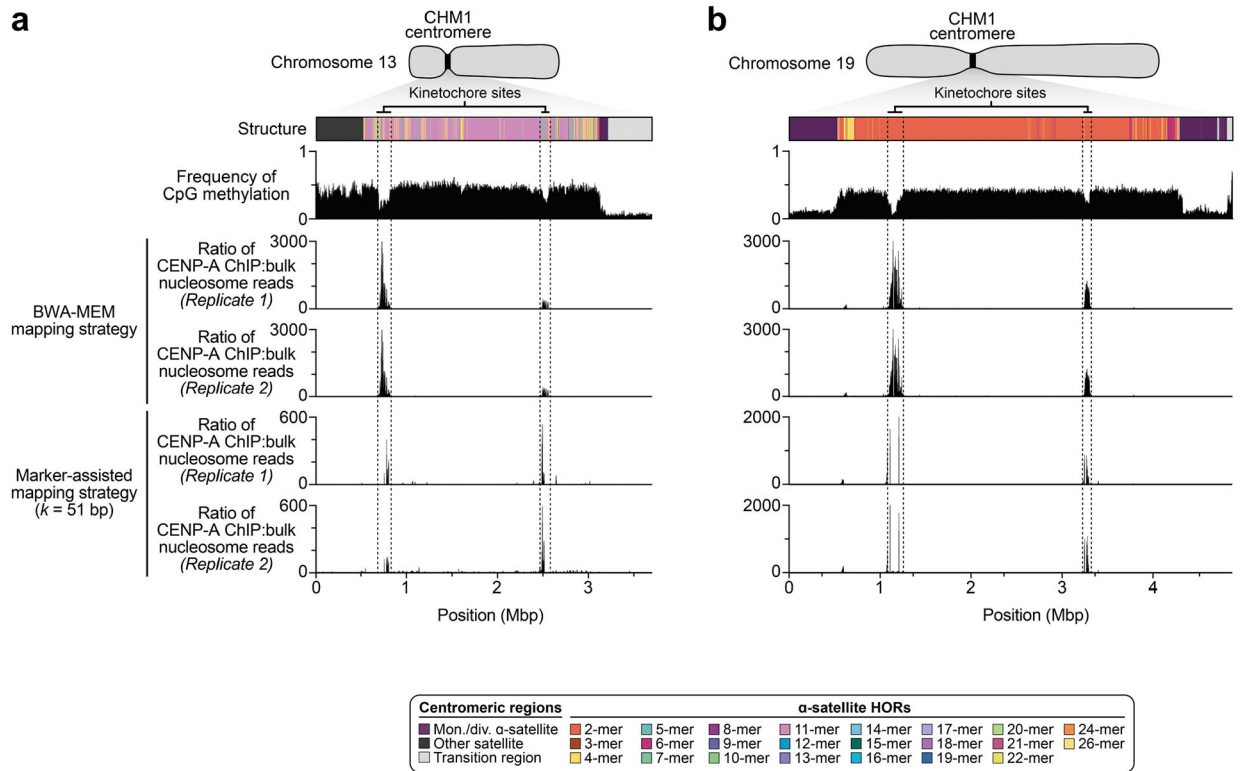 a
CHM1
centromere
Chromosome 13
Kinetochore sites
Structure
Frequency of
CpG methylation
1
0
BWA-MEM
mapping strategy
Ratio of
CENP-A ChIP:bulk
nucleosome reads
(Replicate 1)
3000
0
Ratio of
CENP-A ChIP:bulk
nucleosome reads
(Replicate 2)
3000
0
Marker-assisted
mapping strategy
(k = 51 bp)
Ratio of
CENP-A ChIP:bulk
nucleosome reads
(Replicate 1)
600
0
Ratio of
CENP-A ChIP:bulk
nucleosome reads
(Replicate 2)
600
0
0 1 2 3
Position (Mbp)
b
CHM1
centromere
Chromosome 19
Kinetochore sites
1
0
3000
0
3000
0
2000
0
2000
0
0 1 2 3 4
Position (Mbp)
Centromeric regions
Mon./div. α-satellite
Other satellite
Transition region
α-satellite HORs
2-mer 5-mer 8-mer 11-mer 14-mer 17-mer 20-mer 24-mer
3-mer 6-mer 9-mer 12-mer 15-mer 18-mer 21-mer 26-mer
4-mer 7-mer 10-mer 13-mer 16-mer 19-mer 22-mer